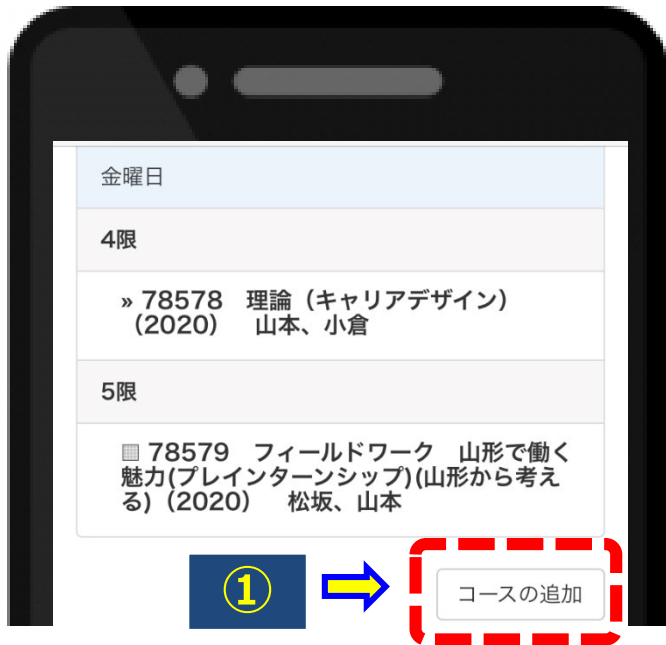 金曜日
4限
» 78578　理論（キャリアデザイン）
（2020）　山本、小倉
5限
78579　フィールドワーク　山形で働く
魅力(プレインターンシップ)(山形から考え
る)（2020）　松坂、山本
①
コースの追加